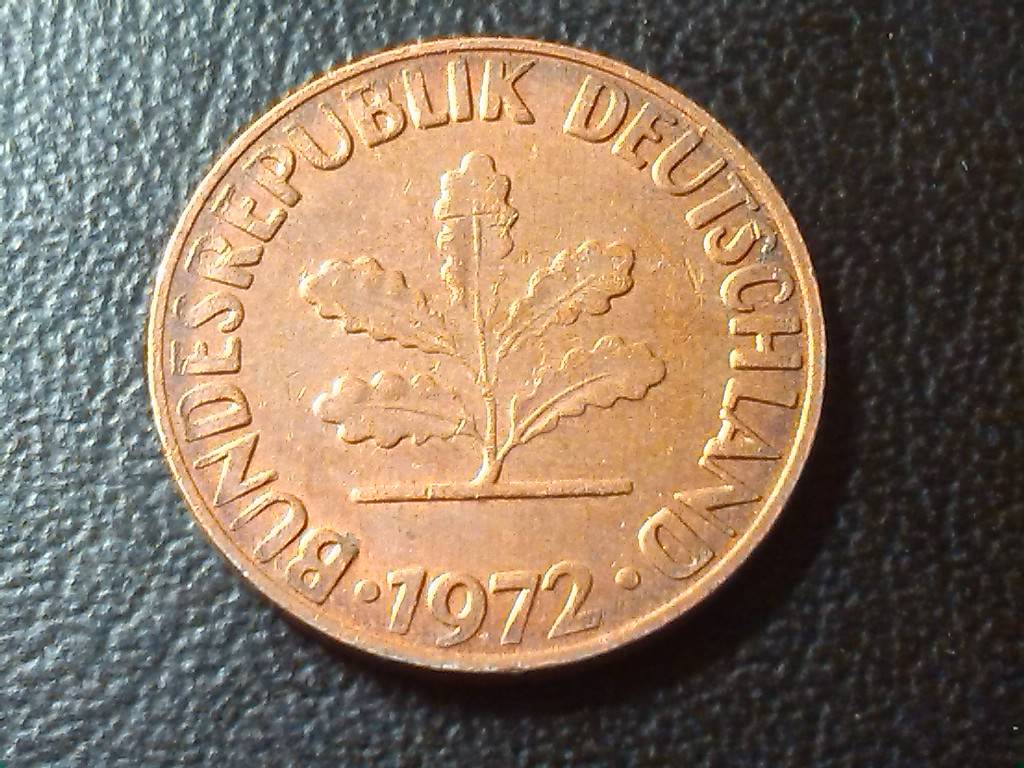 BUNDESREPUBLIK DEUTSCHLAND
· 1972 ·